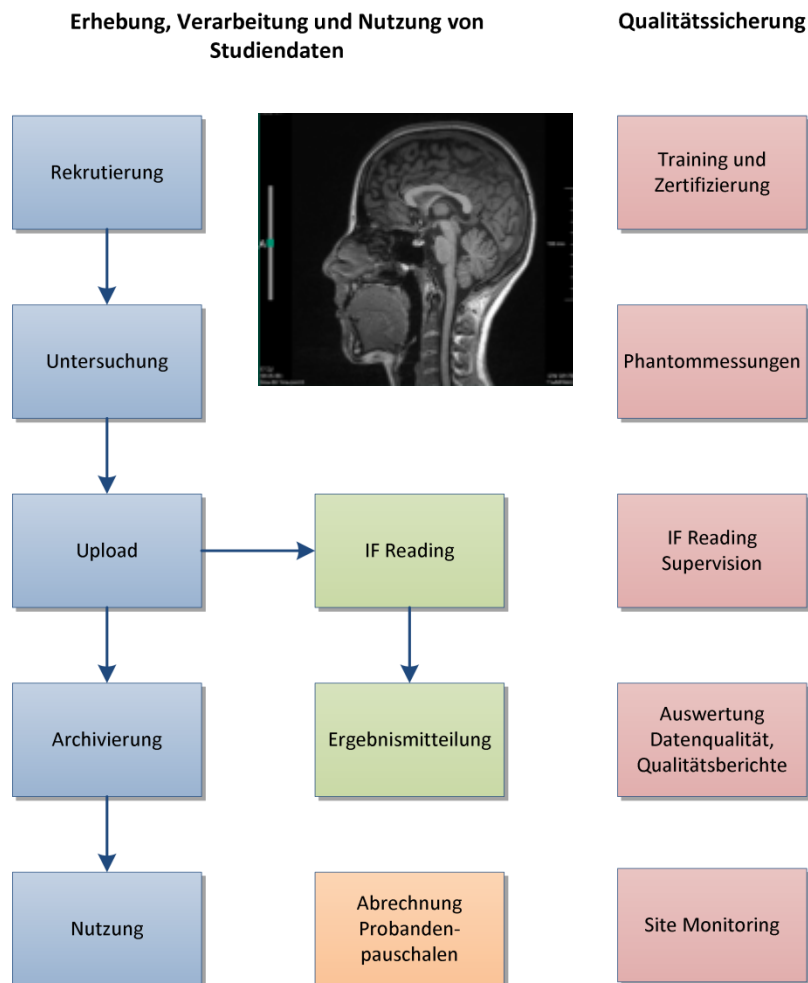 Erhebung, Verarbeitung und Nutzung von
Studiendaten
Qualitätssicherung
Rekrutierung
Training und
Zertifizierung
Untersuchung
Phantommessungen
Upload
IF Reading
IF Reading
Supervision
Archivierung
Ergebnismitteilung
Auswertung
Datenqualität,
Qualitätsberichte
Nutzung
Abrechnung
Probanden-
pauschalen
Site Monitoring